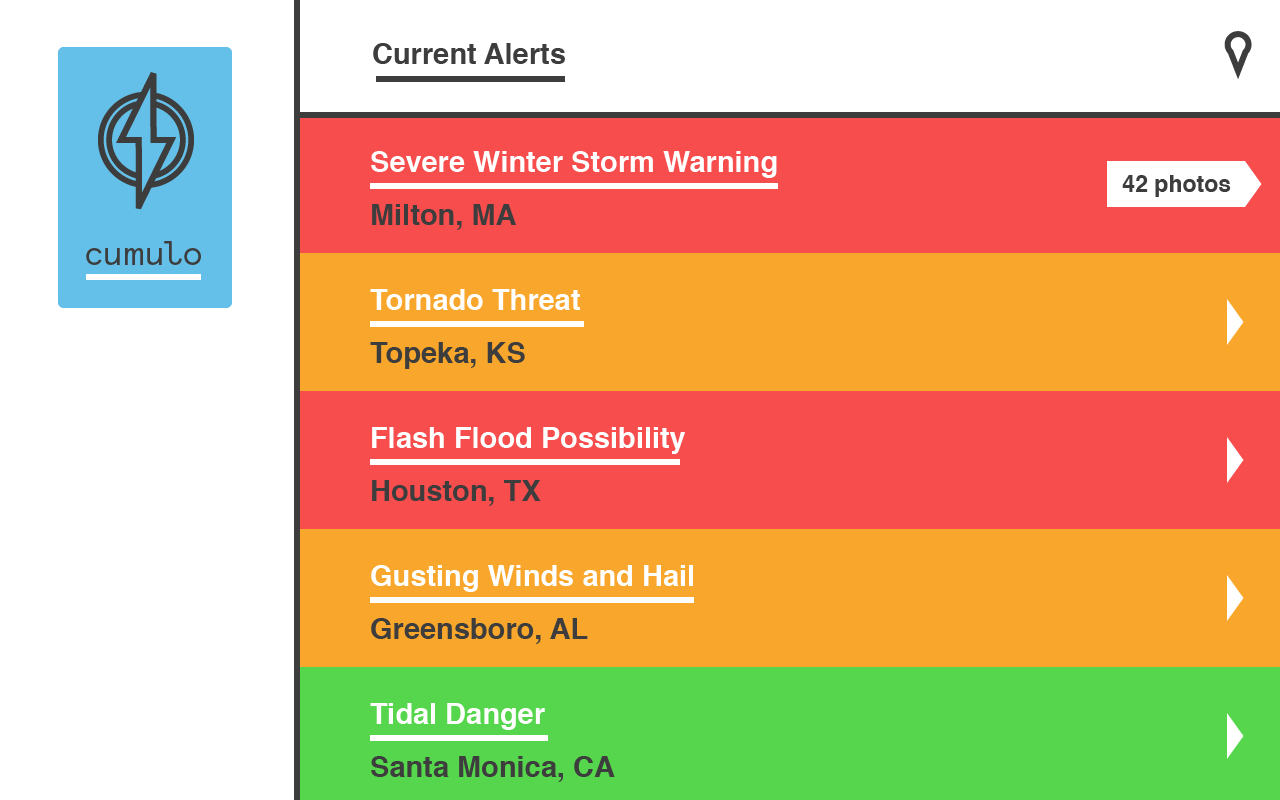 cumulo
Current Alerts
Severe Winter Storm Warning
Milton, MA
42 photos
Tornado Threat
Topeka, KS
Flash Flood Possibility
Houston, TX
Gusting Winds and Hail
Greensboro, AL
Tidal Danger
Santa Monica, CA